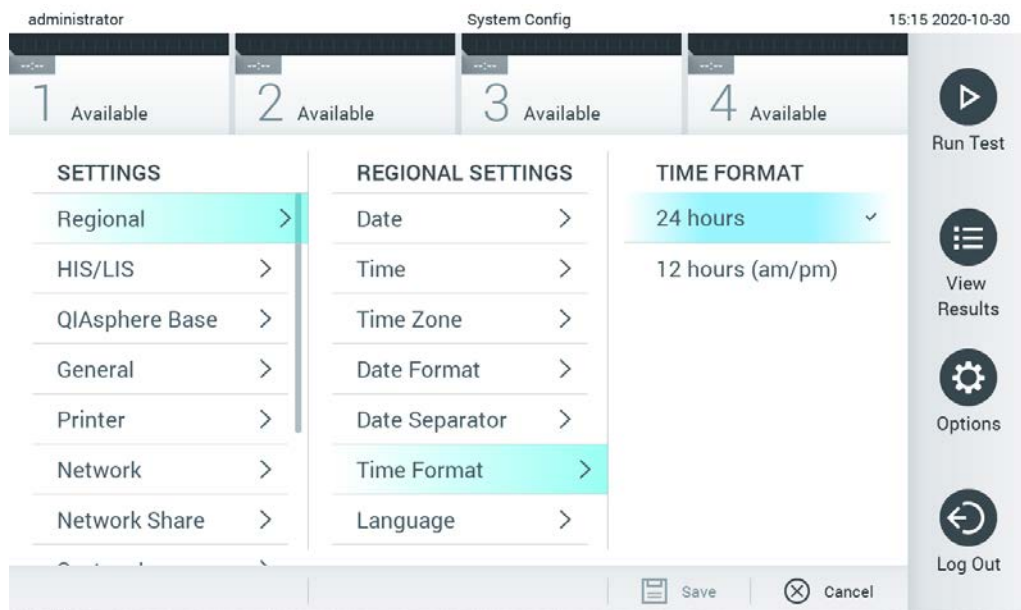 administrator System Config 15:15 2020-10-30
--:-- --:-- --:-- --:--
1 Available 2 Available 3 Available 4 Available
Run Test
View
Results
Options
Log Out
SETTINGS
Regional
HIS/LIS
QIAsphere Base
General
Printer
Network
Network Share
REGIONAL SETTINGS
Date
Time
Time Zone
Date Format
Date Separator
Time Format
Language
TIME FORMAT
24 hours
12 hours (am/pm)
Save Cancel